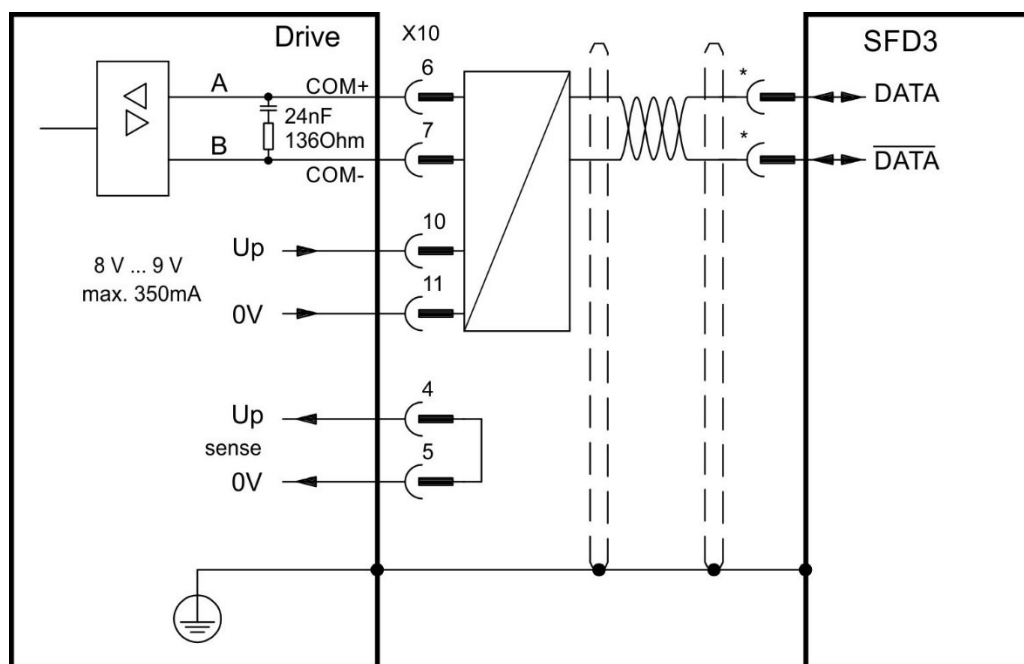 Drive
X10
SFD3
A
COM+
6
*
DATA
24nF
136Ohm
7
*
B
COM-
DATA
Up
10
8 V ... 9 V
max. 350mA
11
0V
Up
4
sense
5
0V